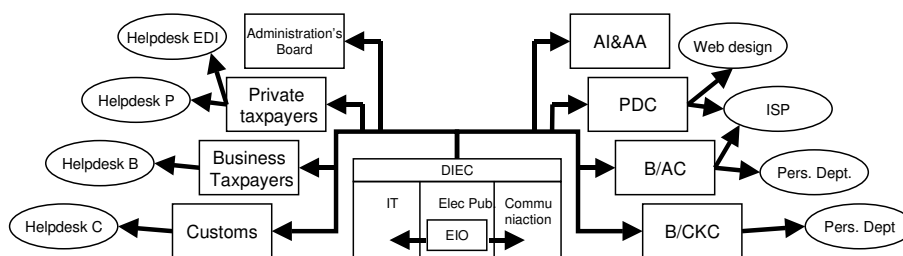 Helpdesk EDI
Administration's
Board
AI&AA
Web design
Helpdesk P
Private
taxpayers
PDC
ISP
Helpdesk B
Business
Taxpayers
DIEC
B/AC
Pers. Dept.
IT
Elec Pub.
Commu
niaction
Helpdesk C
Customs
EIO
B/CKC
Pers. Dept